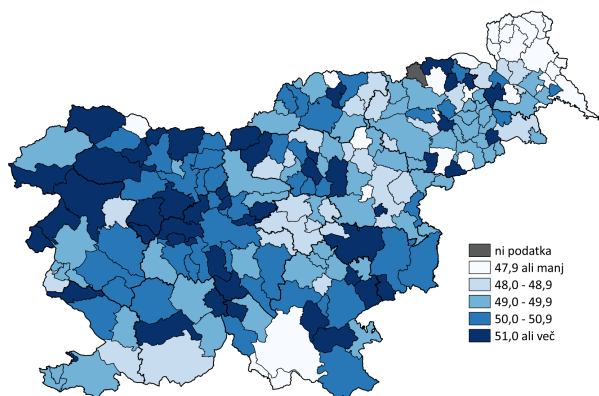 ni podatka
47,9 ali manj
48,0 - 48,9
49,0 - 49,9
50,0 - 50,9
51,0 ali več